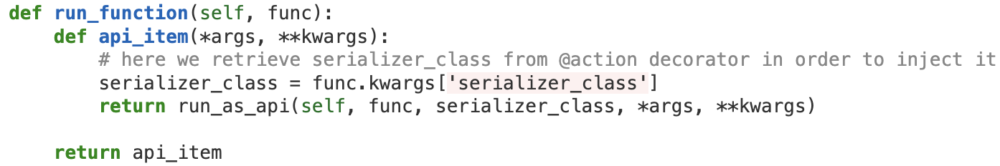 def run_function(self, func):
    def api_item(*args, **kwargs):
        # here we retrieve serializer_class from @action decorator in order to inject it
        serializer_class = func.kwargs['serializer_class']
        return run_as_api(self, func, serializer_class, *args, **kwargs)

    return api_item